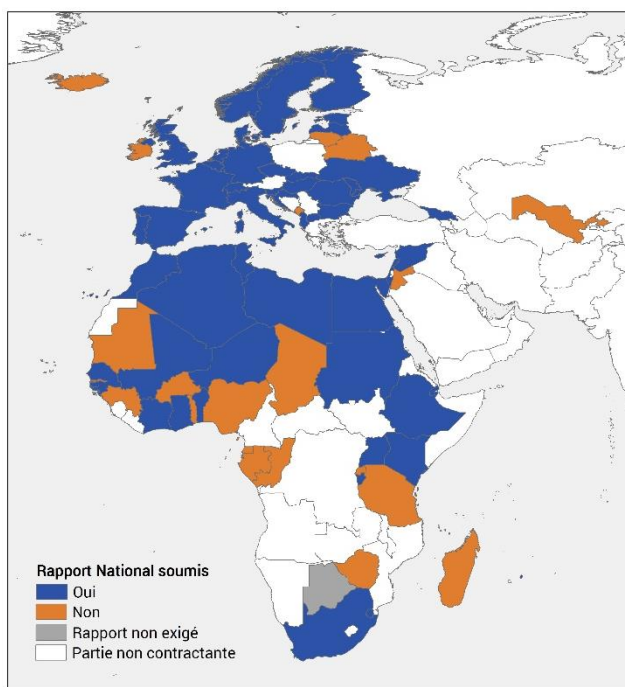 Rapport National soumis
Oui
Non
Rapport non exigé
Partie non contractante